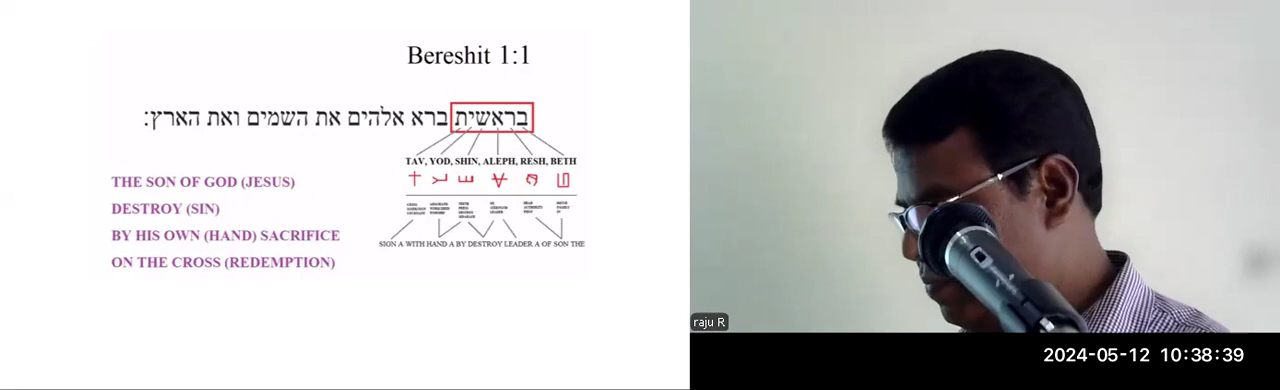 Bereshit 1:1
בראשית ברא אלהים את השמים ואת הארץ:
TAV, YOD, SHIN, ALEPH, RESH, BETH
SIGN A WITH HAND A BY DESTROY LEADER A OF SON THE
THE SON OF GOD (JESUS)
DESTROY (SIN)
BY HIS OWN (HAND) SACRIFICE
ON THE CROSS (REDEMPTION)
raju R
2024-05-12 10:38:39